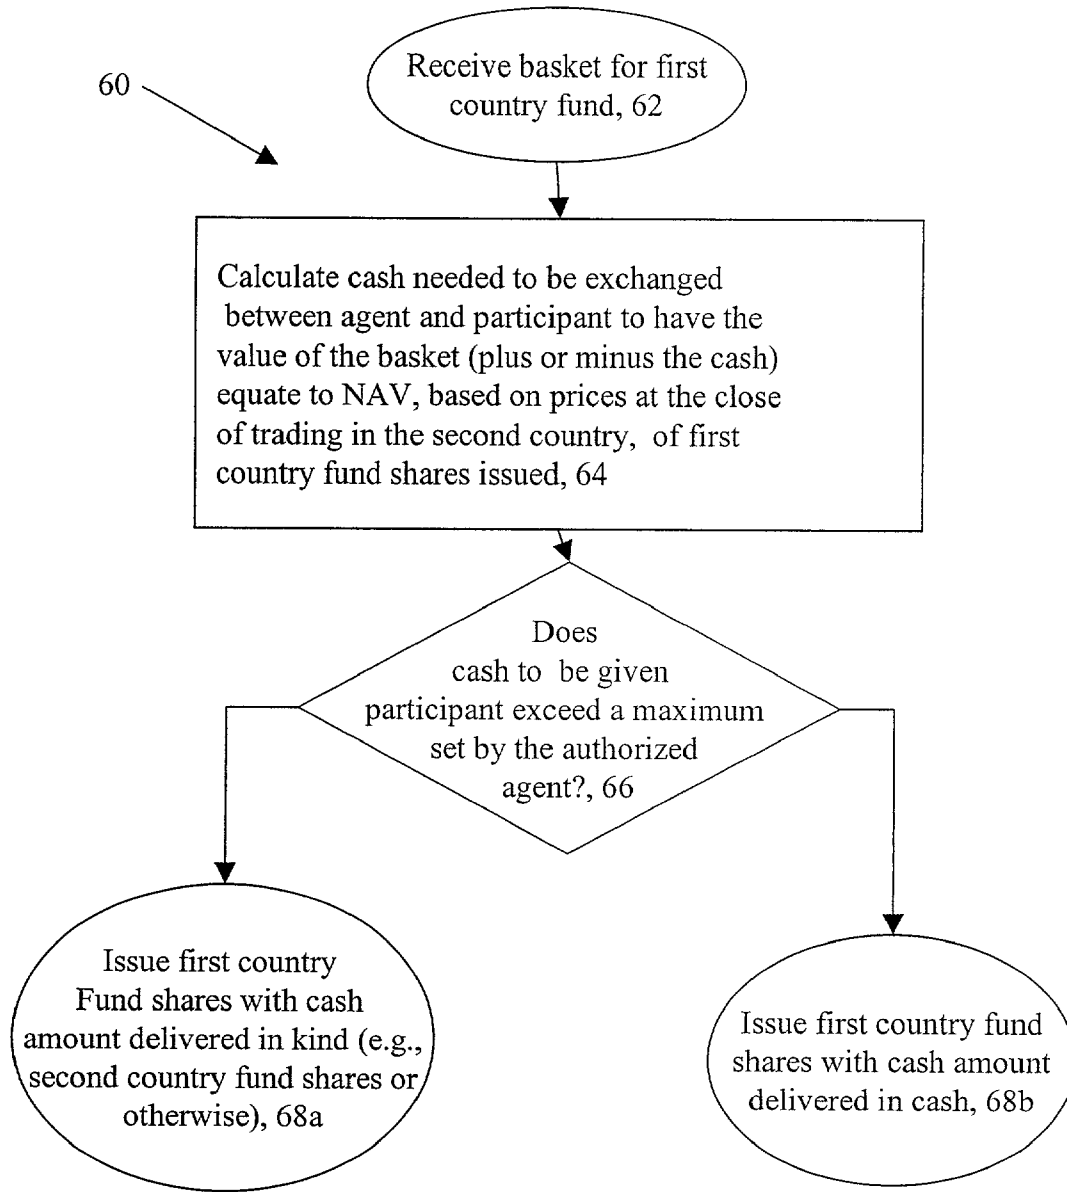 60
Receive basket for first
country fund, 62
Calculate cash needed to be exchanged
between agent and participant to have the
value of the basket (plus or minus the cash)
equate to NAV, based on prices at the close
of trading in the second country, of first
country fund shares issued, 64
Does
cash to be given
participant exceed a maximum
set by the authorized
agent?, 66
Issue first country
Fund shares with cash
amount delivered in kind (e.g.,
second country fund shares or
otherwise), 68a
Issue first country fund
shares with cash amount
delivered in cash, 68b